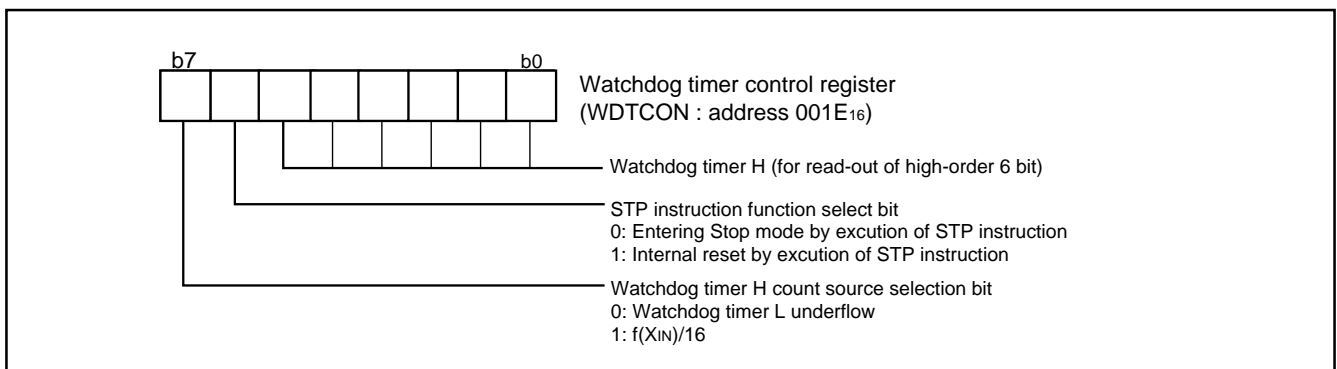 b7 b0
Watchdog timer control register
(WDTCON : address 001E16)
Watchdog timer H (for read-out of high-order 6 bit)
STP instruction function select bit
0: Entering Stop mode by excution of STP instruction
1: Internal reset by excution of STP instruction
Watchdog timer H count source selection bit
0: Watchdog timer L underflow
1: f(XIN)/16